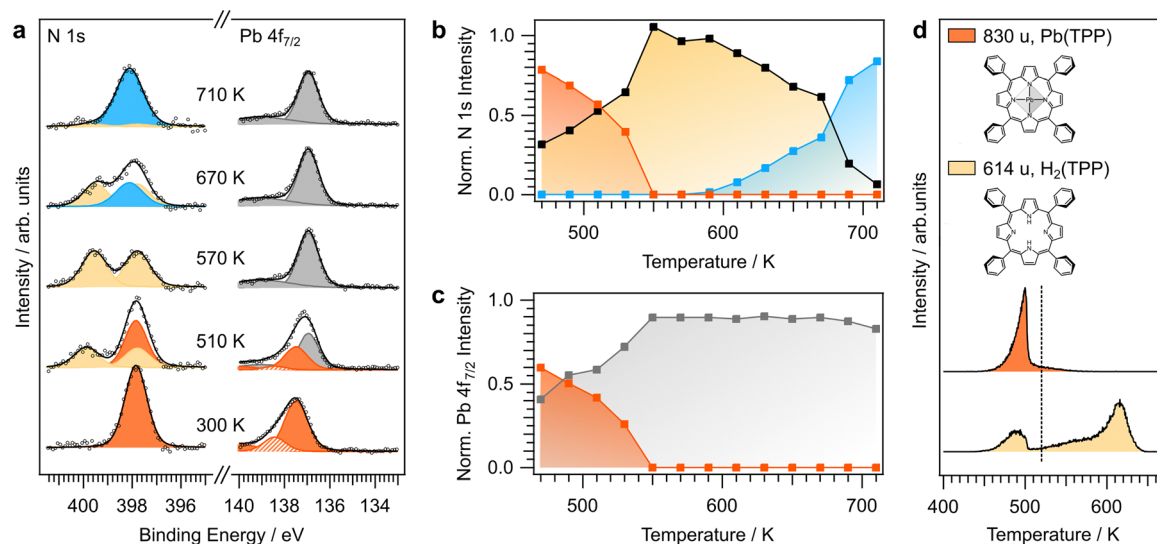 a
N 1s
Pb 4f7/2
710 K
670 K
570 K
510 K
300 K
Intensity / arb. units
400 398 396 140 138 136 134
Binding Energy / eV
b
Norm. N 1s Intensity
1.0
0.5
0.0
500 600 700
Temperature / K
c
Norm. Pb 4f7/2 Intensity
1.0
0.5
0.0
500 600 700
Temperature / K
d
830 u, Pb(TPP)
N
N Pb N
N
614 u, H2(TPP)
NH
N N
H
N
Intensity / arb.units
400 500 600
Temperature / K